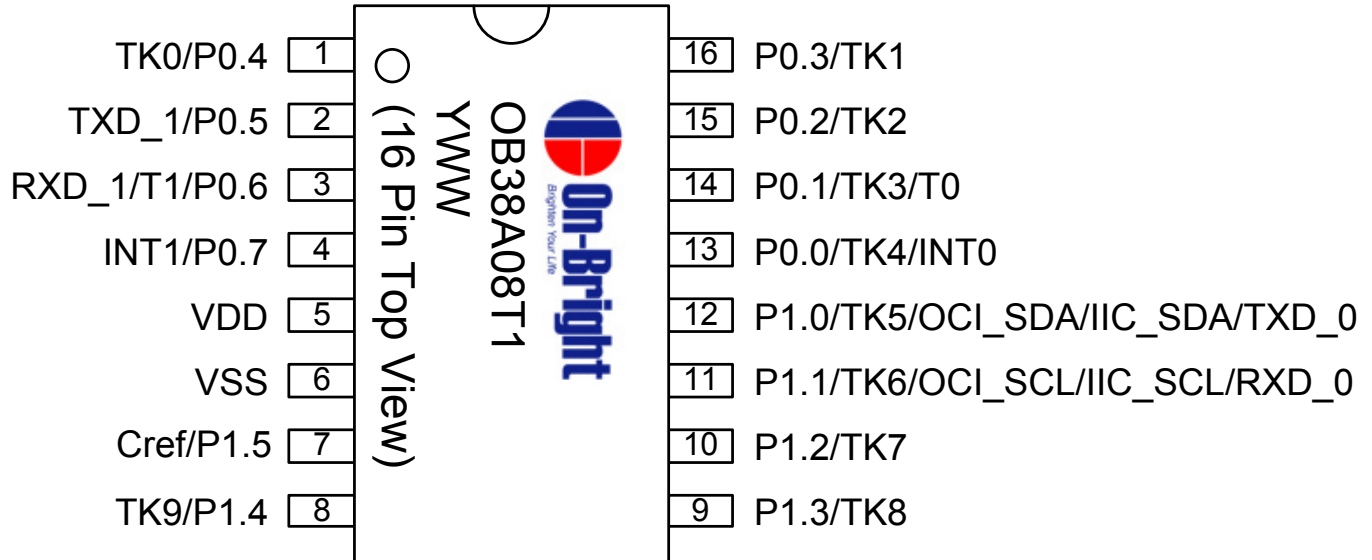 TK0/P0.4 1
TXD_1/P0.5 2
RXD_1/T1/P0.6 3
INT1/P0.7 4
VDD 5
VSS 6
Cref/P1.5 7
TK9/P1.4 8
On-Bright
Brighten Your Life
OB38A08T1
YWW
(16 Pin Top View)
16 P0.3/TK1
15 P0.2/TK2
14 P0.1/TK3/T0
13 P0.0/TK4/INT0
12 P1.0/TK5/OCI_SDA/IIC_SDA/TXD_0
11 P1.1/TK6/OCI_SCL/IIC_SCL/RXD_0
10 P1.2/TK7
9 P1.3/TK8